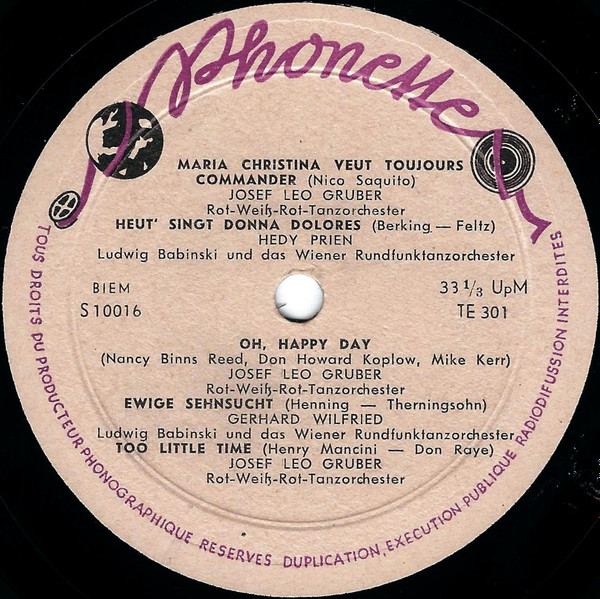 Phonette
MARIA CHRISTINA VEUT TOUJOURS
COMMANDER (Nico Saquito)
JOSEF LEO GRUBER
Rot-Weiß-Rot-Tanzorchester
HEUT' SINGT DONNA DOLORES (Berking — Feltz)
HEDY PRIEN
Ludwig Babinski und das Wiener Rundfunktanzorchester
BIEM
33 1/3 UpM
S 10016
TE 301
OH, HAPPY DAY
(Nancy Binns Reed, Don Howard Koplow, Mike Kerr)
JOSEF LEO GRUBER
Rot-Weiß-Rot-Tanzorchester
EWIGE SEHNSUCHT (Henning — Therningsohn)
GERHARD WILFRIED
Ludwig Babinski und das Wiener Rundfunktanzorchester
TOO LITTLE TIME (Henry Mancini — Don Raye)
JOSEF LEO GRUBER
Rot-Weiß-Rot-Tanzorchester
TOUS DROITS DU PRODUCTEUR PHONOGRAPHIQUE RESERVES DUPLICATION, EXECUTION PUBLIQUE RADIODIFUSSION INTERDITES